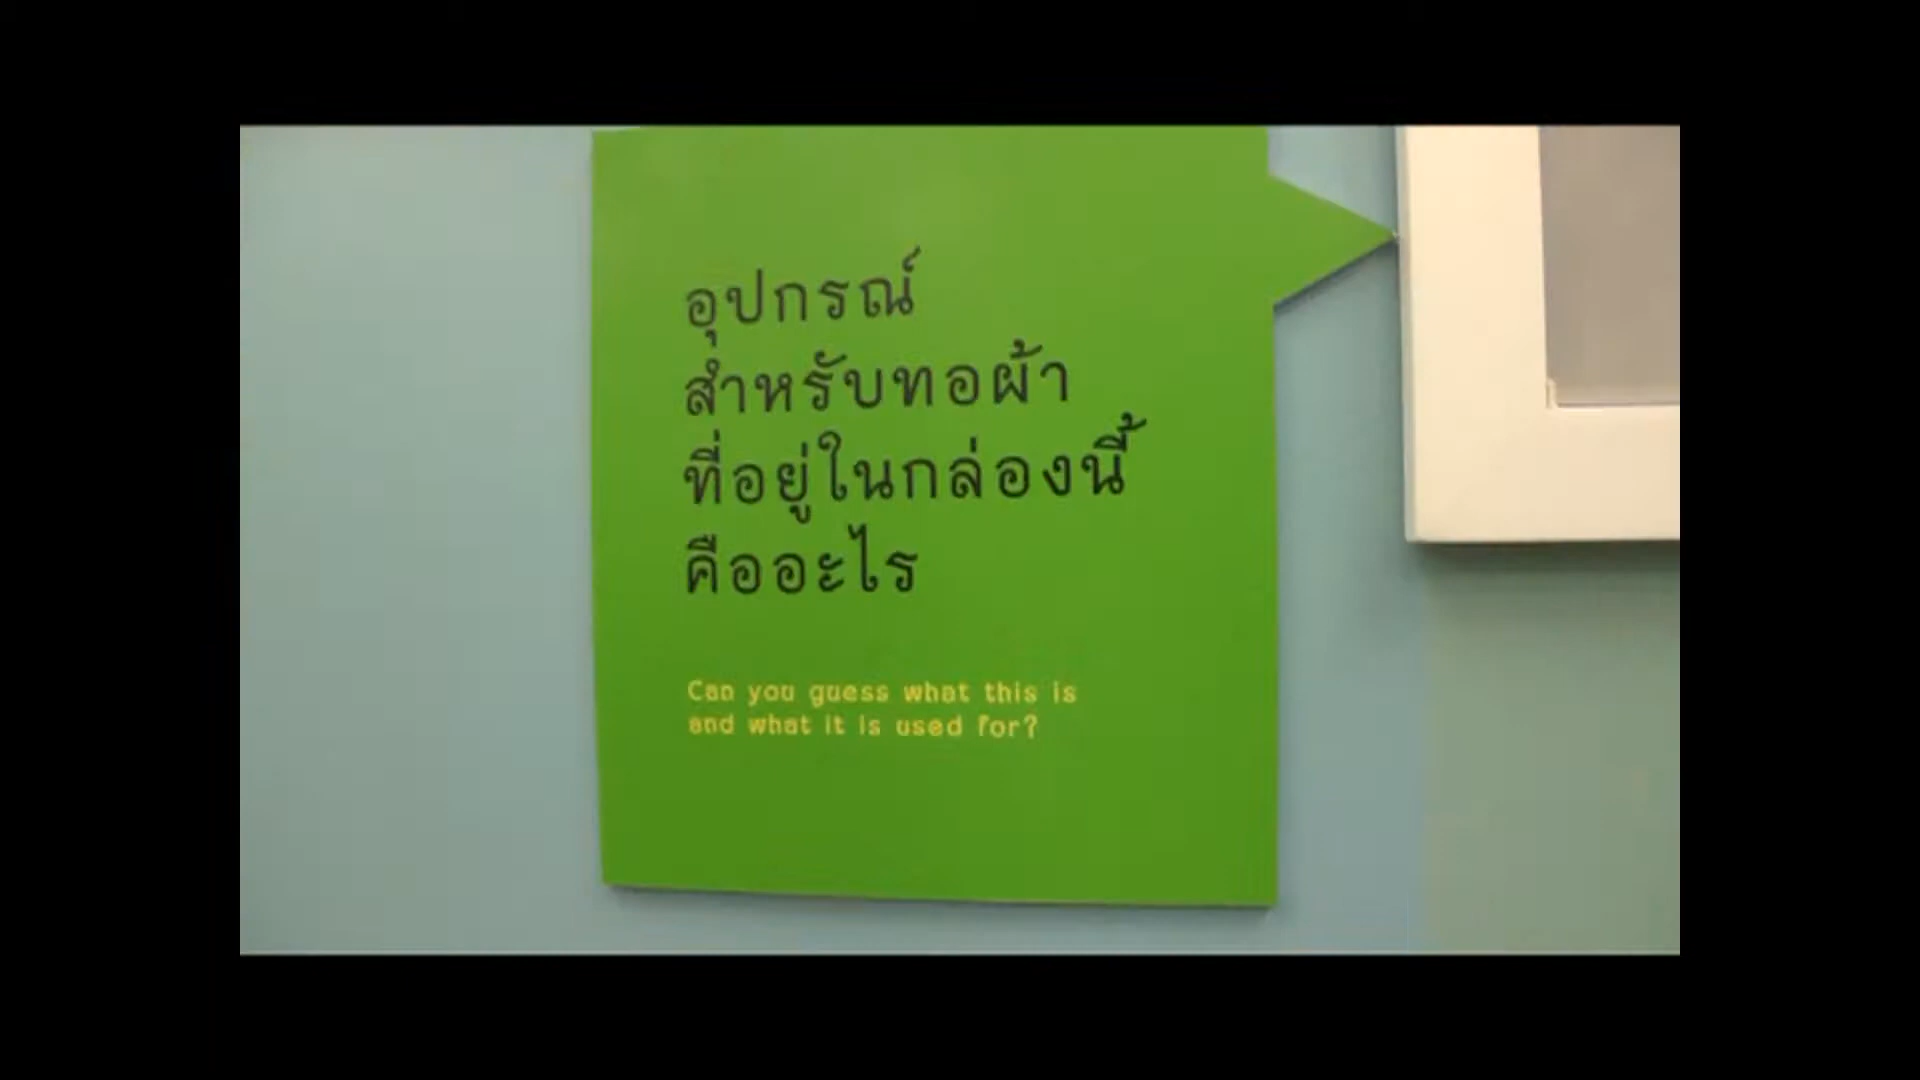 อุปกรณ์
สำหรับทอผ้า
ที่อยู่ในกล่องนี้
คืออะไร
Can you guess what this is
and what it is used for?